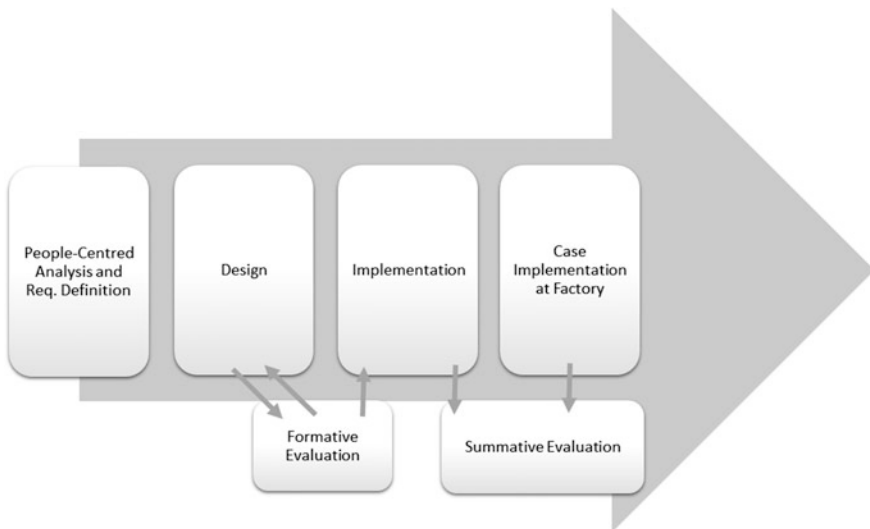 People-Centred
Analysis and
Req. Definition
Design
Implementation
Case
Implementation
at Factory
Formative
Evaluation
Summative Evaluation